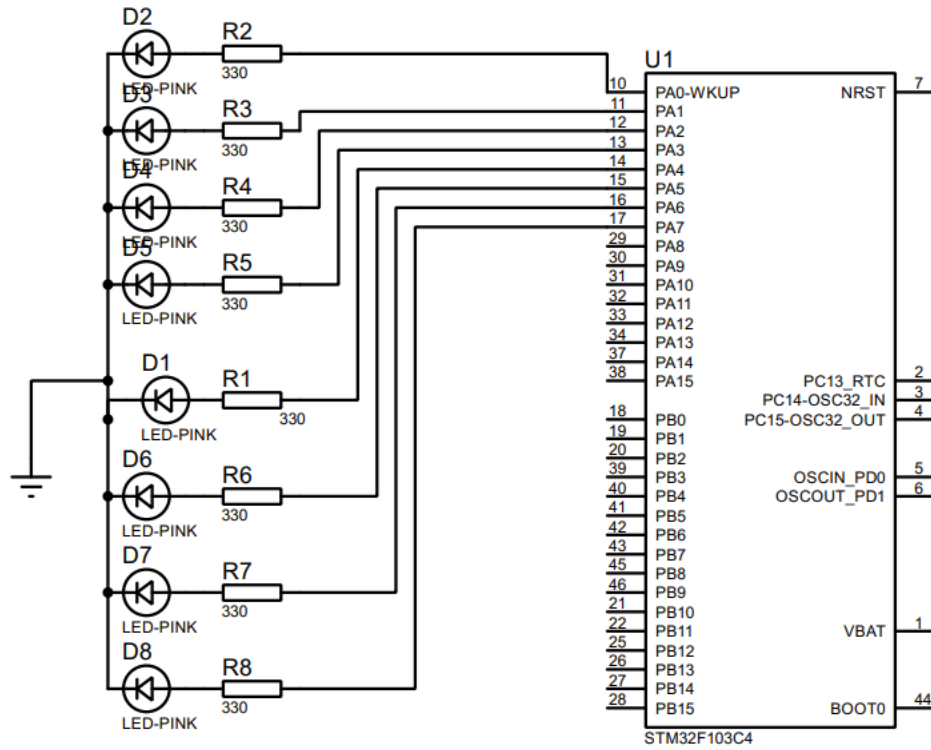 D2
R2
LED-PINK
330
D3
R3
LED-PINK
330
D4
R4
LED-PINK
330
D5
R5
LED-PINK
330
D1
R1
LED-PINK
330
D6
R6
LED-PINK
330
D7
R7
LED-PINK
330
D8
R8
LED-PINK
330
U1
10 PA0-WKUP
11 PA1
12 PA2
13 PA3
14 PA4
15 PA5
16 PA6
17 PA7
29 PA8
30 PA9
31 PA10
32 PA11
33 PA12
34 PA13
37 PA14
38 PA15
18 PB0
19 PB1
20 PB2
39 PB3
40 PB4
41 PB5
42 PB6
43 PB7
45 PB8
46 PB9
21 PB10
22 PB11
25 PB12
26 PB13
27 PB14
28 PB15
NRST 7
PC13_RTC 2
PC14-OSC32_IN 3
PC15-OSC32_OUT 4
OSCIN_PD0 5
OSCOUT_PD1 6
VBAT 1
BOOT0 44
STM32F103C4